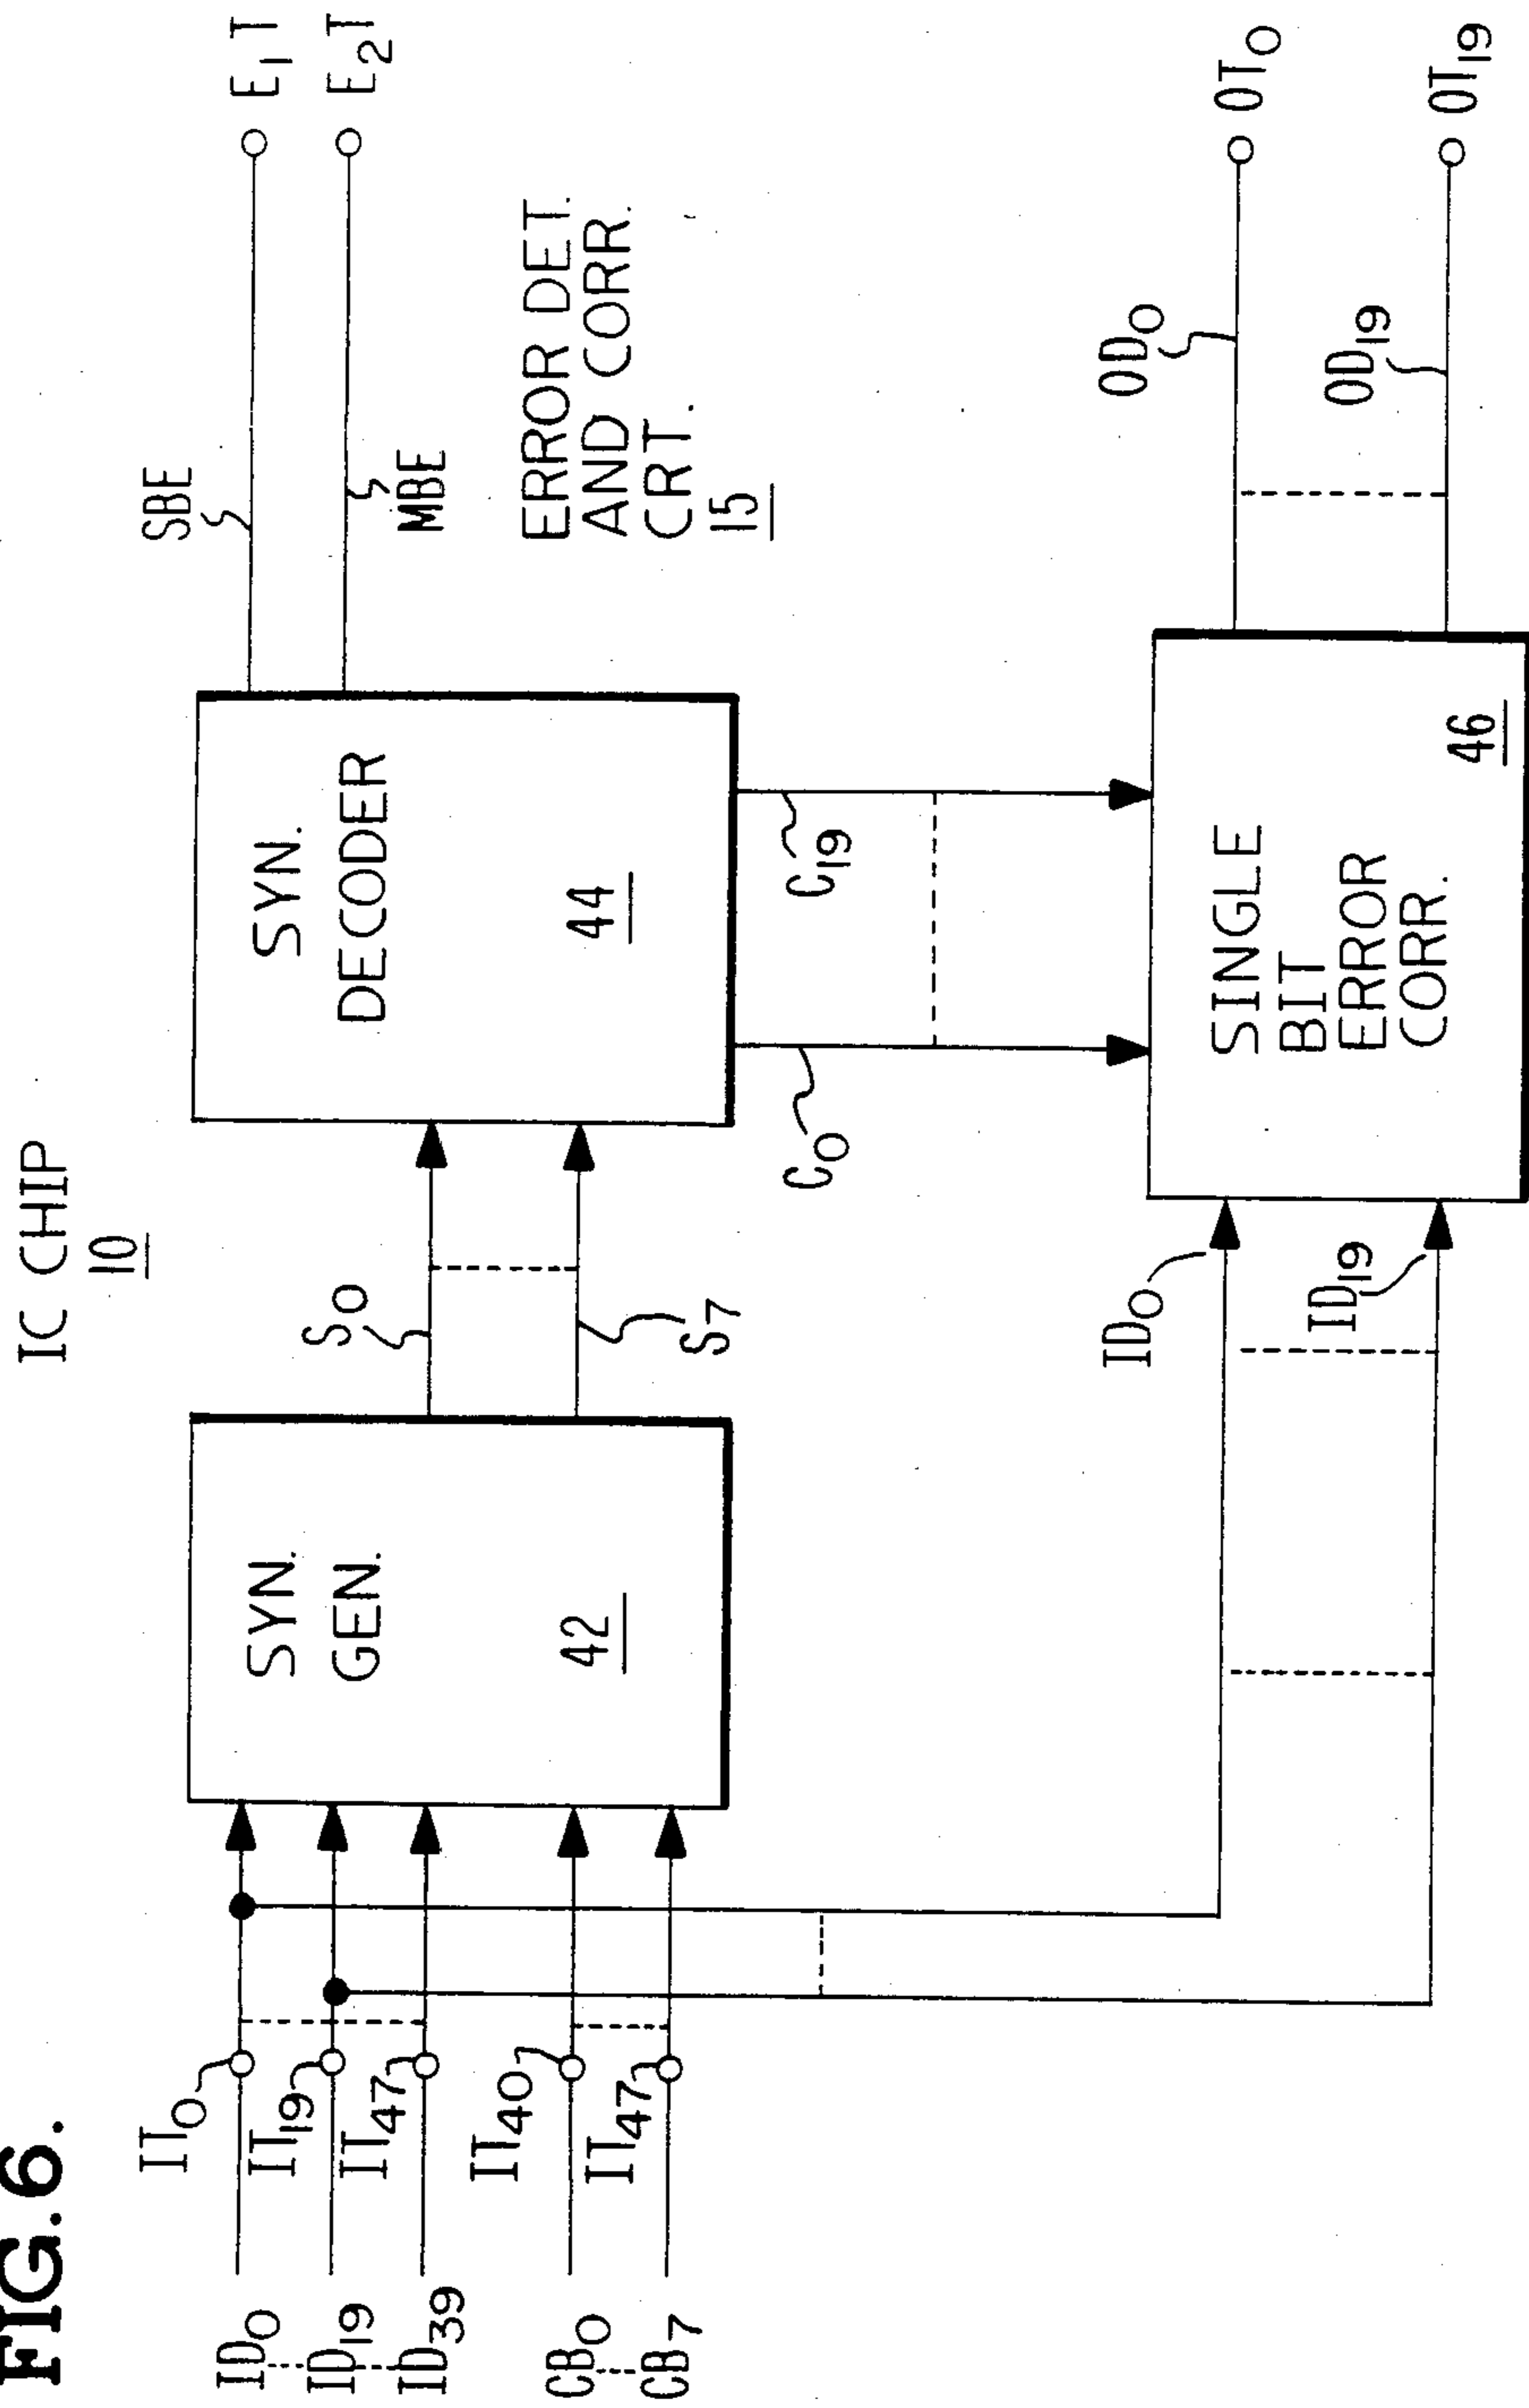 FIG. 6.
IC CHIP
10
ID0
ID19
ID39
CB0
CB7
IT0
IT19
IT47
IT40
IT47
SYN.
GEN.
42
S0
S7
SYN.
DECODER
44
SBE
MBE
E1T
E2T
ERROR DET.
AND CORR.
CRT.
15
C0
C19
ID0
ID19
SINGLE
BIT
ERROR
CORR.
46
OD0
OD19
OT0
OT19